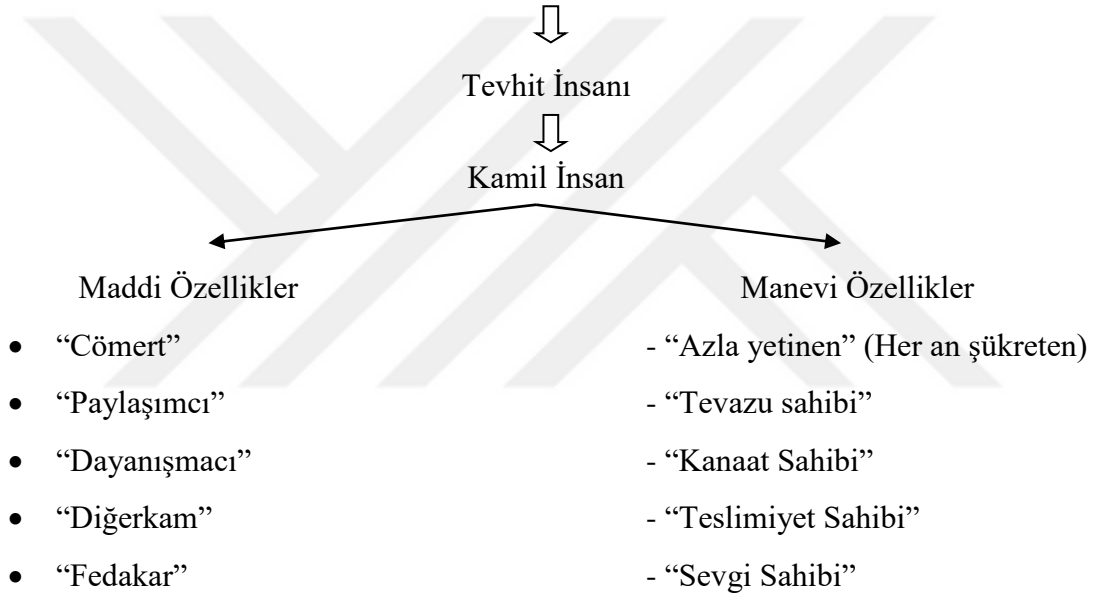 Tevhit İnsanı
Kamil İnsan
Maddi Özellikler
Manevi Özellikler
• “Cömert”
- “Azla yetinen” (Her an şükreten)
• “Paylaşımcı”
- “Tevazu sahibi”
• “Dayanışmacı”
- “Kanaat Sahibi”
• “Diğerkam”
- “Teslimiyet Sahibi”
• “Fedakar”
- “Sevgi Sahibi”